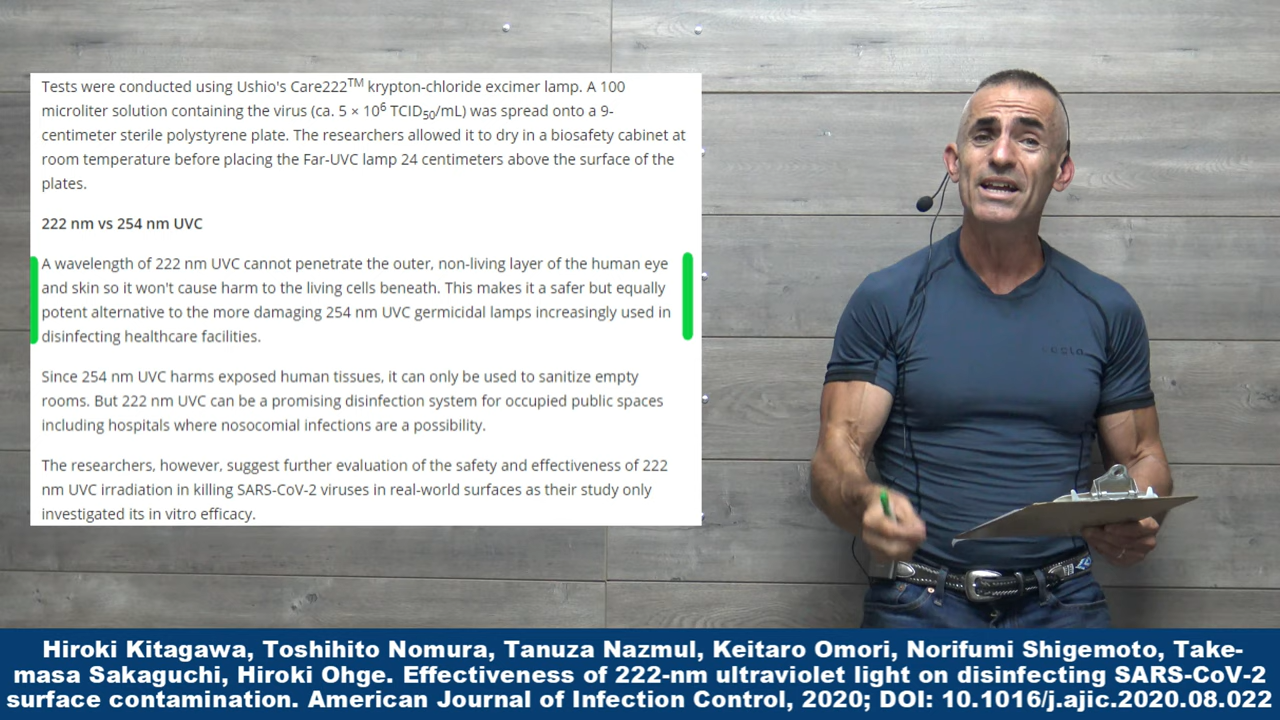 Tests were conducted using Ushio's Care222™ krypton-chloride excimer lamp. A 100
microliter solution containing the virus (ca. 5 × 10⁶ TCID₅₀/mL) was spread onto a 9-
centimeter sterile polystyrene plate. The researchers allowed it to dry in a biosafety cabinet at
room temperature before placing the Far-UVC lamp 24 centimeters above the surface of the
plates.
222 nm vs 254 nm UVC
A wavelength of 222 nm UVC cannot penetrate the outer, non-living layer of the human eye
and skin so it won't cause harm to the living cells beneath. This makes it a safer but equally
potent alternative to the more damaging 254 nm UVC germicidal lamps increasingly used in
disinfecting healthcare facilities.
Since 254 nm UVC harms exposed human tissues, it can only be used to sanitize empty
rooms. But 222 nm UVC can be a promising disinfection system for occupied public spaces
including hospitals where nosocomial infections are a possibility.
The researchers, however, suggest further evaluation of the safety and effectiveness of 222
nm UVC irradiation in killing SARS-CoV-2 viruses in real-world surfaces as their study only
investigated its in vitro efficacy.
Hiroki Kitagawa, Toshihito Nomura, Tanuza Nazmul, Keitaro Omori, Norifumi Shigemoto, Take-
masa Sakaguchi, Hiroki Ohge. Effectiveness of 222-nm ultraviolet light on disinfecting SARS-CoV-2
surface contamination. American Journal of Infection Control, 2020; DOI: 10.1016/j.ajic.2020.08.022